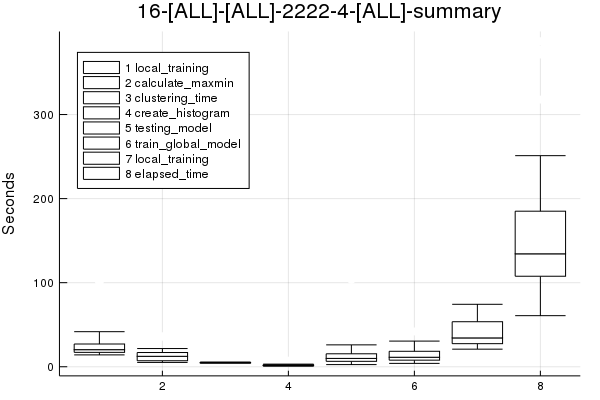 16-[ALL]-[ALL]-2222-4-[ALL]-summary
Seconds
300
200
100
0
1 local_training
2 calculate_maxmin
3 clustering_time
4 create_histogram
5 testing_model
6 train_global_model
7 local_training
8 elapsed_time
2 4 6 8